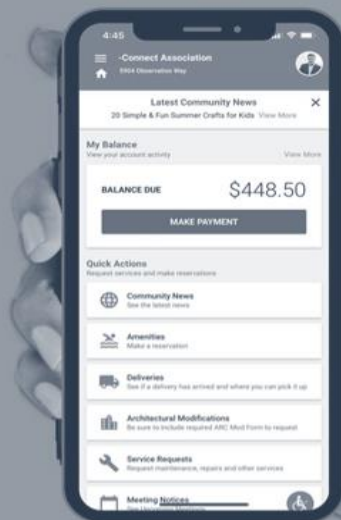 4:45
-Connect Association
5904 Observation Way
Latest Community News
20 Simple & Fun Summer Crafts for Kids View More
My Balance
View your account activity View More
BALANCE DUE $448.50
MAKE PAYMENT
Quick Actions
Request services and make reservations
Community News
See the latest news
Amenities
Make a reservation
Deliveries
See if a delivery has arrived and where you can pick it up
Architectural Modifications
Be sure to include required ARC Mod Form to request
Service Requests
Request maintenance, repairs and other services
Meeting Notices